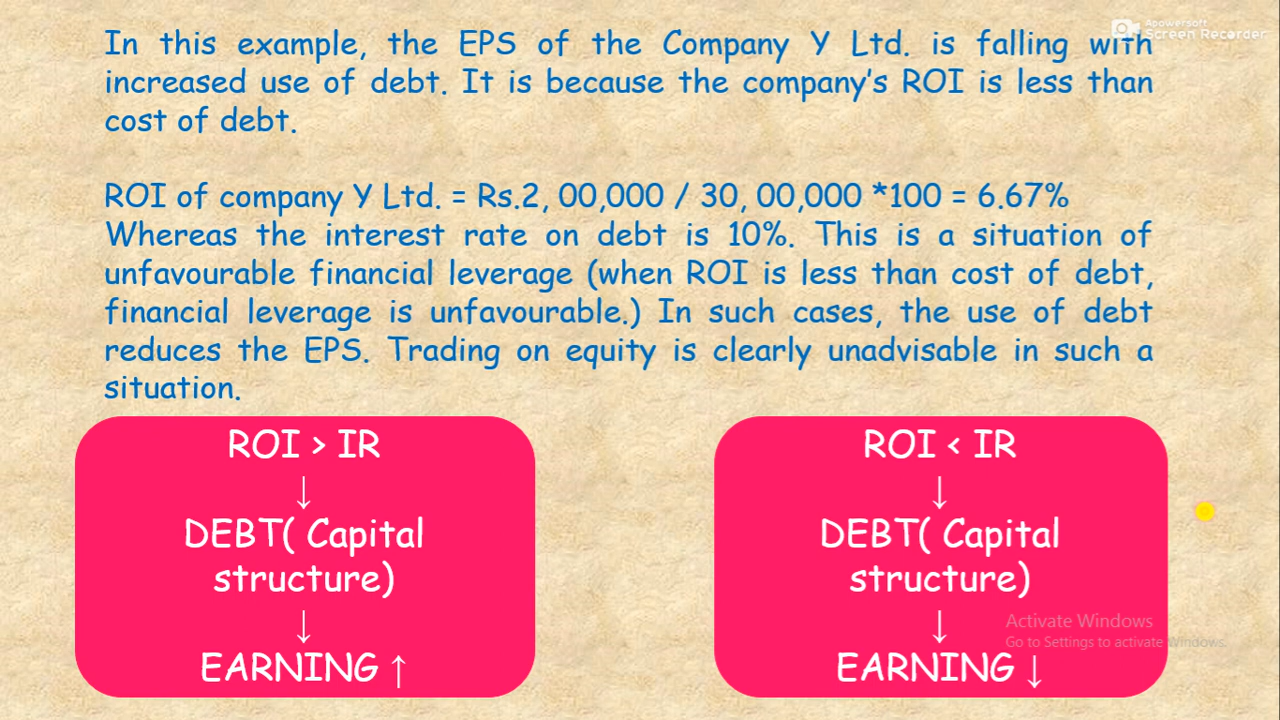 Apowersoft
Screen Recorder
In this example, the EPS of the Company Y Ltd. is falling with
increased use of debt. It is because the company's ROI is less than
cost of debt.
ROI of company Y Ltd. = Rs.2, 00,000 / 30, 00,000 *100 = 6.67%
Whereas the interest rate on debt is 10%. This is a situation of
unfavourable financial leverage (when ROI is less than cost of debt,
financial leverage is unfavourable.) In such cases, the use of debt
reduces the EPS. Trading on equity is clearly unadvisable in such a
situation.
ROI > IR
↓
DEBT( Capital
structure)
↓
EARNING ↑
ROI < IR
↓
DEBT( Capital
structure)
↓
EARNING ↓
Activate Windows
Go to Settings to activate Windows.